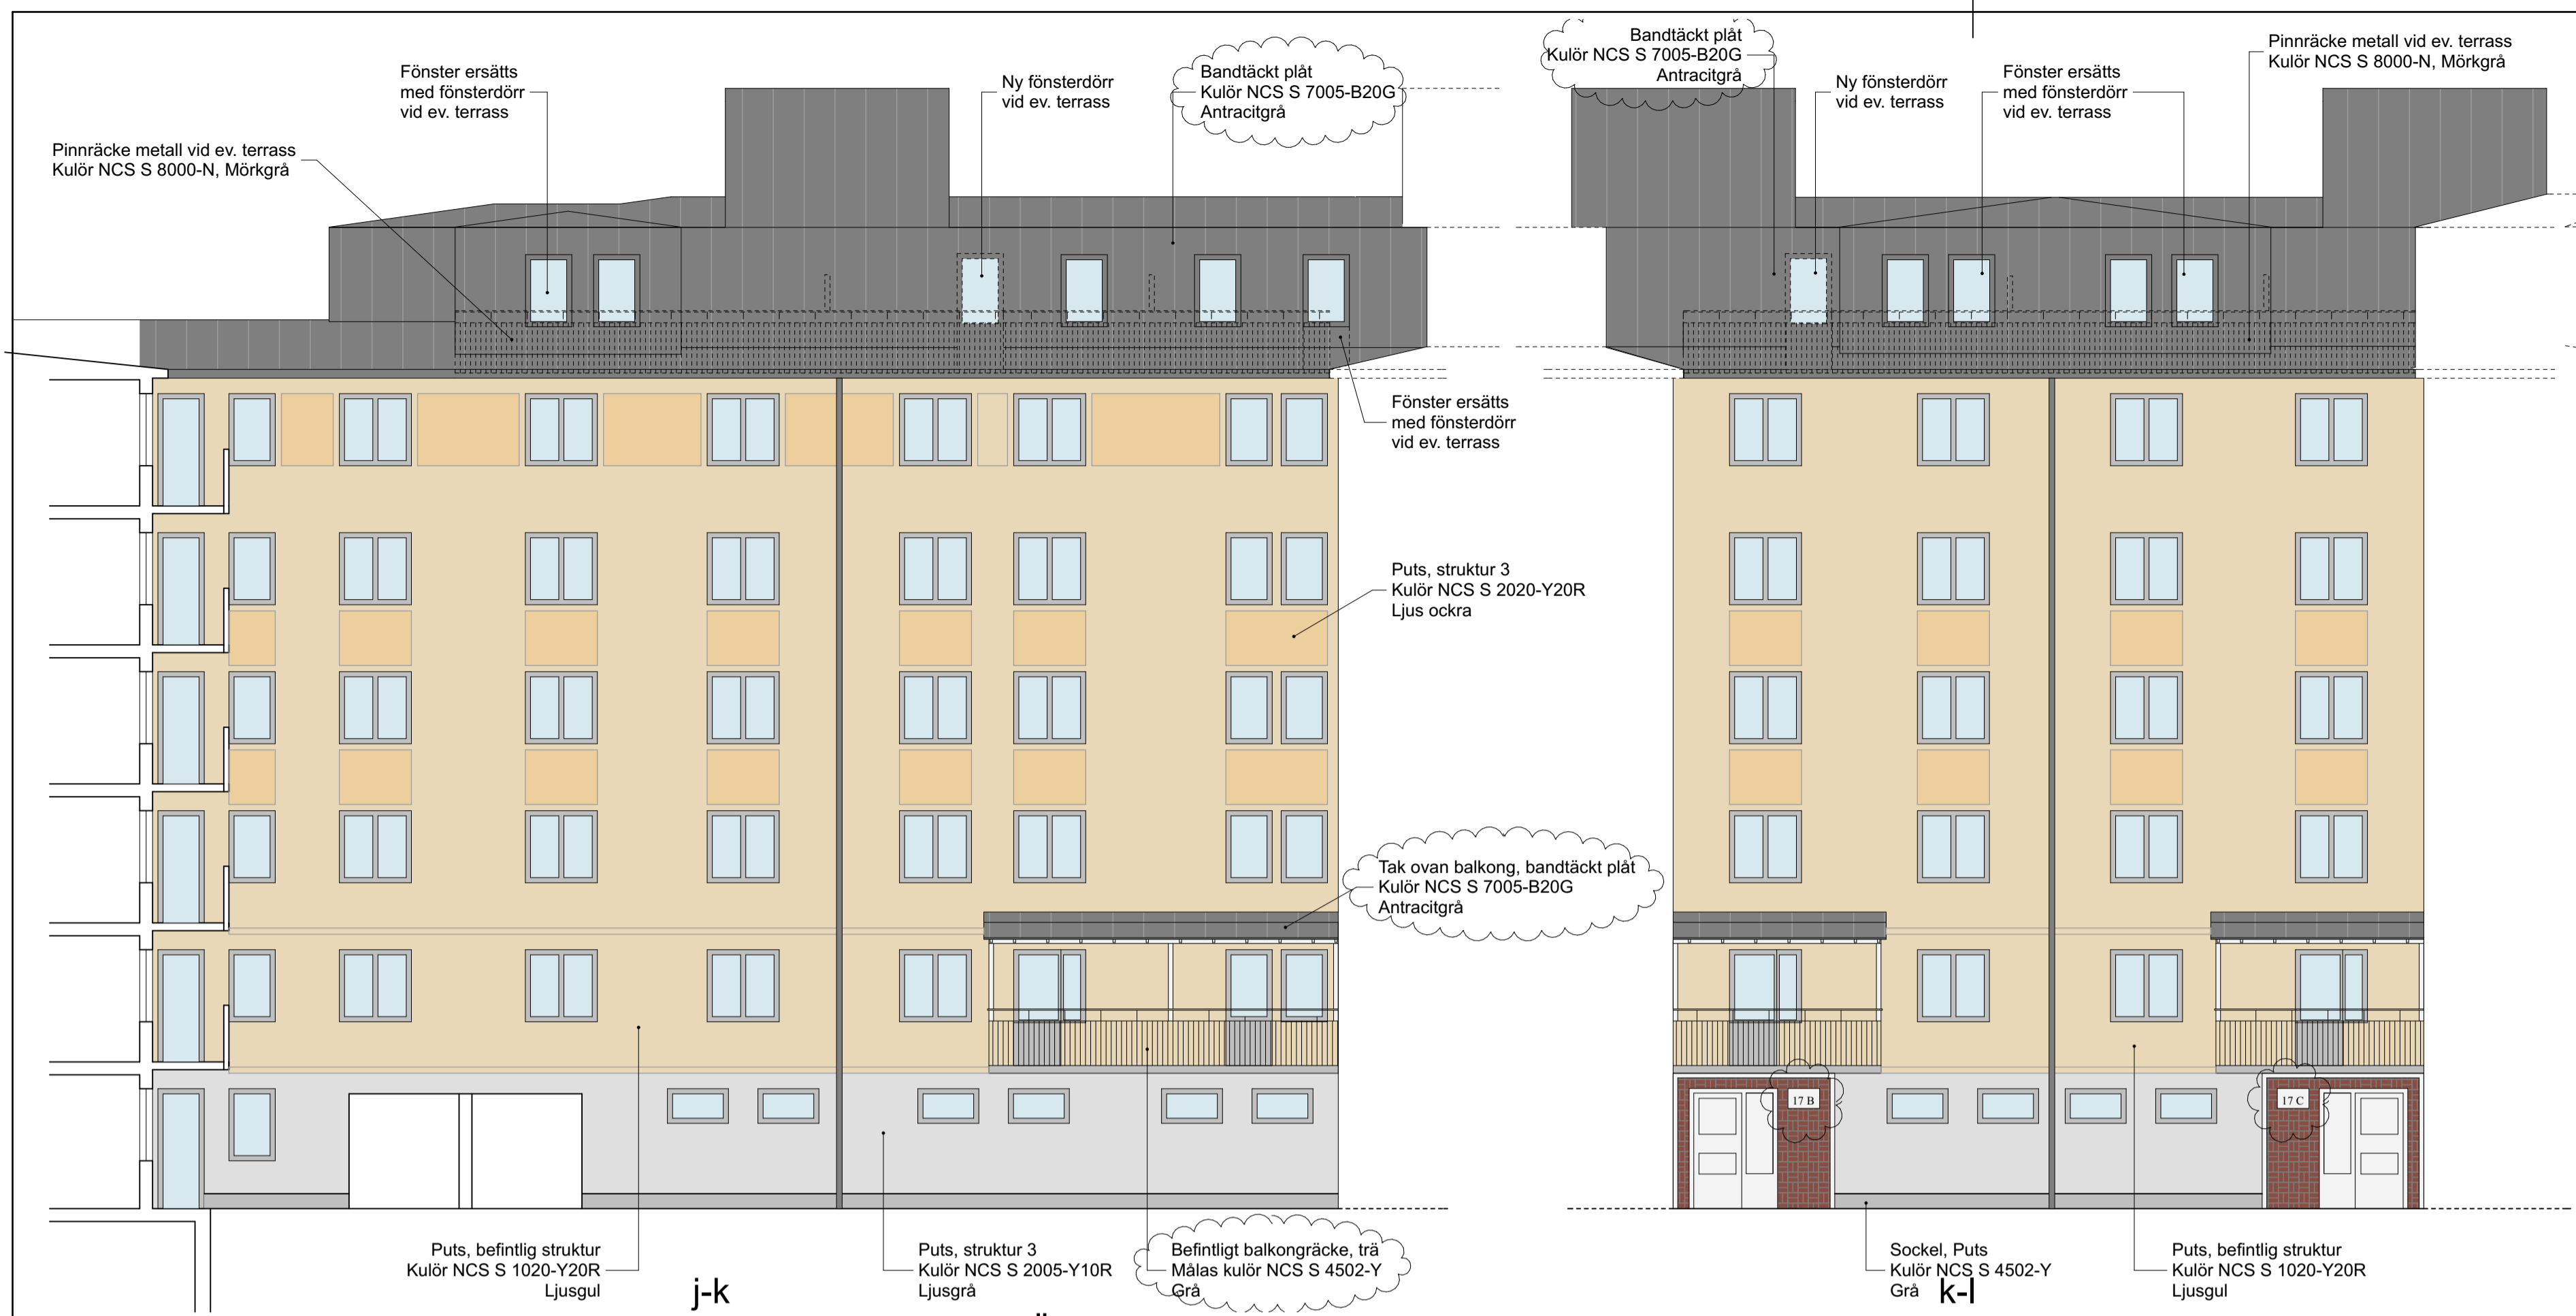 Fönster ersätts
med fönsterdörr
vid ev. terrass
Pinnräcke metall vid ev. terrass
Kulör NCS S 8000-N, Mörkgrå
Ny fönsterdörr
vid ev. terrass
Bandtäckt plåt
Kulör NCS S 7005-B20G
Antracitgrå
Bandtäckt plåt
Kulör NCS S 7005-B20G
Antracitgrå
Ny fönsterdörr
vid ev. terrass
Fönster ersätts
med fönsterdörr
vid ev. terrass
Pinnräcke metall vid ev. terrass
Kulör NCS S 8000-N, Mörkgrå
Fönster ersätts
med fönsterdörr
vid ev. terrass
Puts, struktur 3
Kulör NCS S 2020-Y20R
Ljus ockra
Tak ovan balkong, bandtäckt plåt
Kulör NCS S 7005-B20G
Antracitgrå
17 B
17 C
Puts, befintlig struktur
Kulör NCS S 1020-Y20R
Ljusgul
j-k
Puts, struktur 3
Kulör NCS S 2005-Y10R
Ljusgrå
Befintligt balkongräcke, trä
Målas kulör NCS S 4502-Y
Grå
Sockel, Puts
Kulör NCS S 4502-Y
Grå
k-l
Puts, befintlig struktur
Kulör NCS S 1020-Y20R
Ljusgul